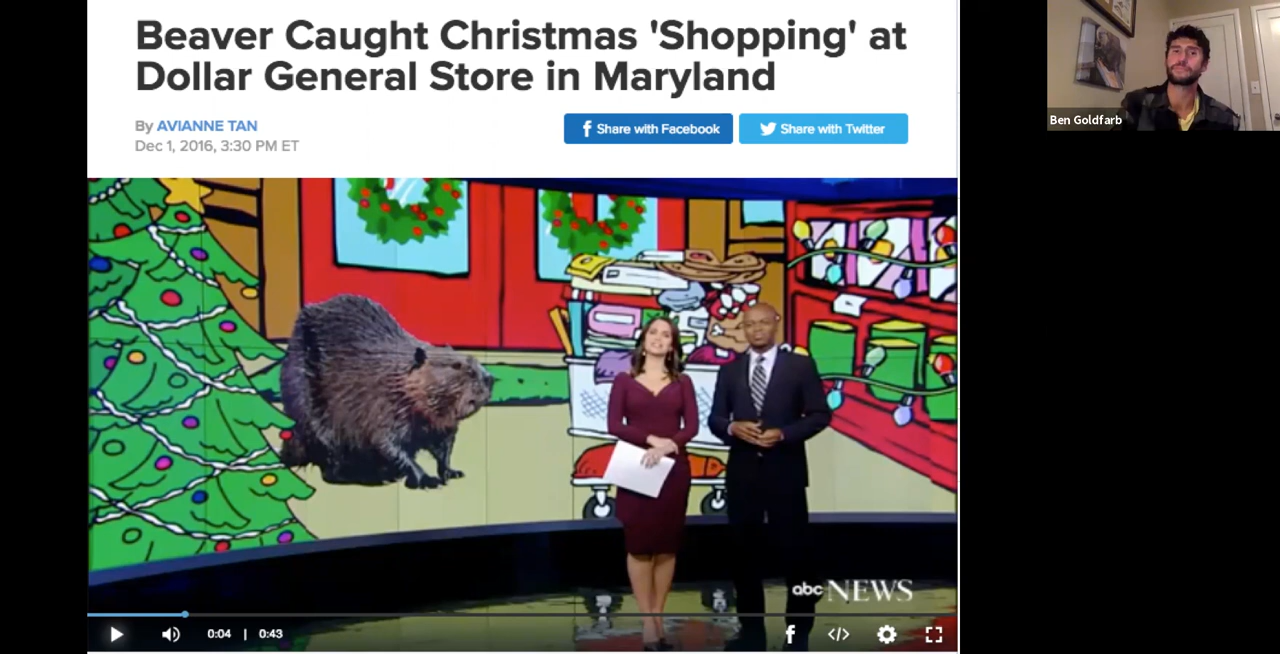 Beaver Caught Christmas 'Shopping' at
Dollar General Store in Maryland
By AVIANNE TAN
Dec 1, 2016, 3:30 PM ET
Share with Facebook
Share with Twitter
Ben Goldfarb
abc NEWS
0:04 | 0:43